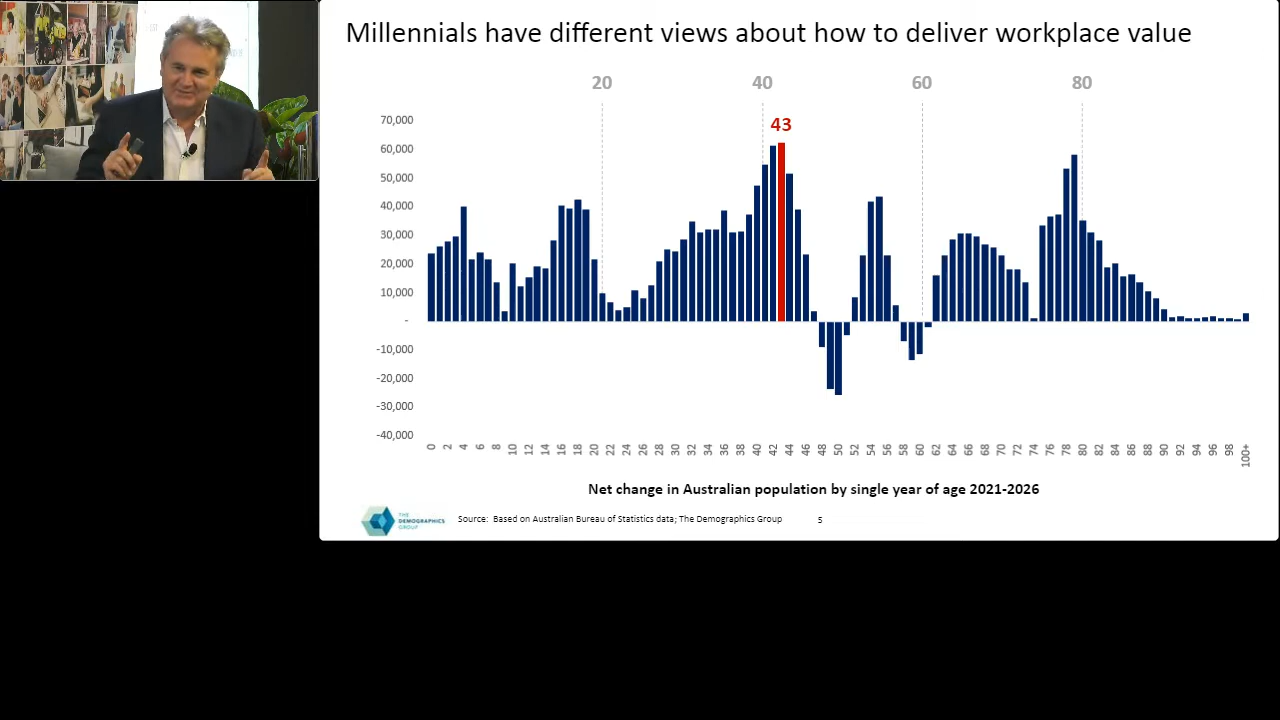 Millennials have different views about how to deliver workplace value
20 40 60 80
43
70,000
60,000
50,000
40,000
30,000
20,000
10,000
-
-10,000
-20,000
-30,000
-40,000
0 2 4 6 8 10 12 14 16 18 20 22 24 26 28 30 32 34 36 38 40 42 44 46 48 50 52 54 56 58 60 62 64 66 68 70 72 74 76 78 80 82 84 86 88 90 92 94 96 98 100+
Net change in Australian population by single year of age 2021-2026
THE
DEMOGRAPHICS
GROUP
Source: Based on Australian Bureau of Statistics data; The Demographics Group
5